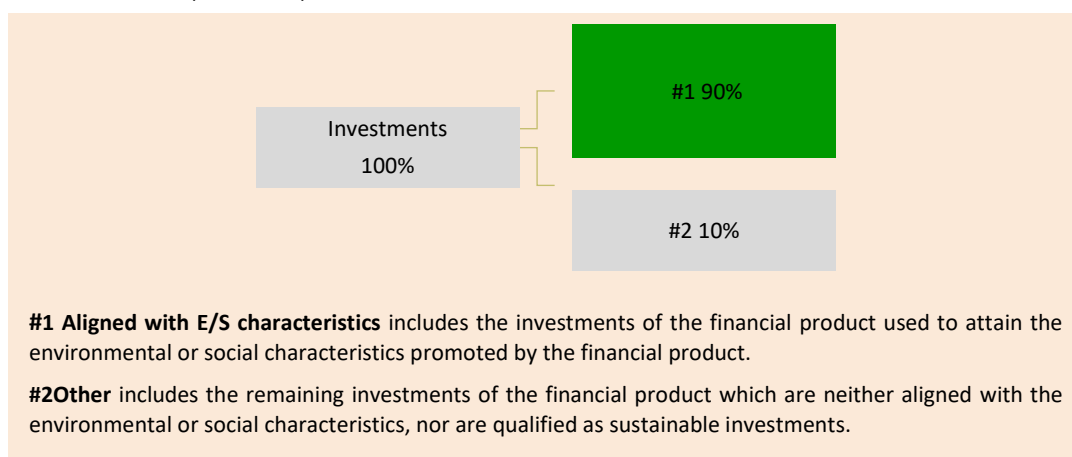 #1 90%
Investments
100%
#2 10%
#1 Aligned with E/S characteristics includes the investments of the financial product used to attain the
environmental or social characteristics promoted by the financial product.
#2Other includes the remaining investments of the financial product which are neither aligned with the
environmental or social characteristics, nor are qualified as sustainable investments.